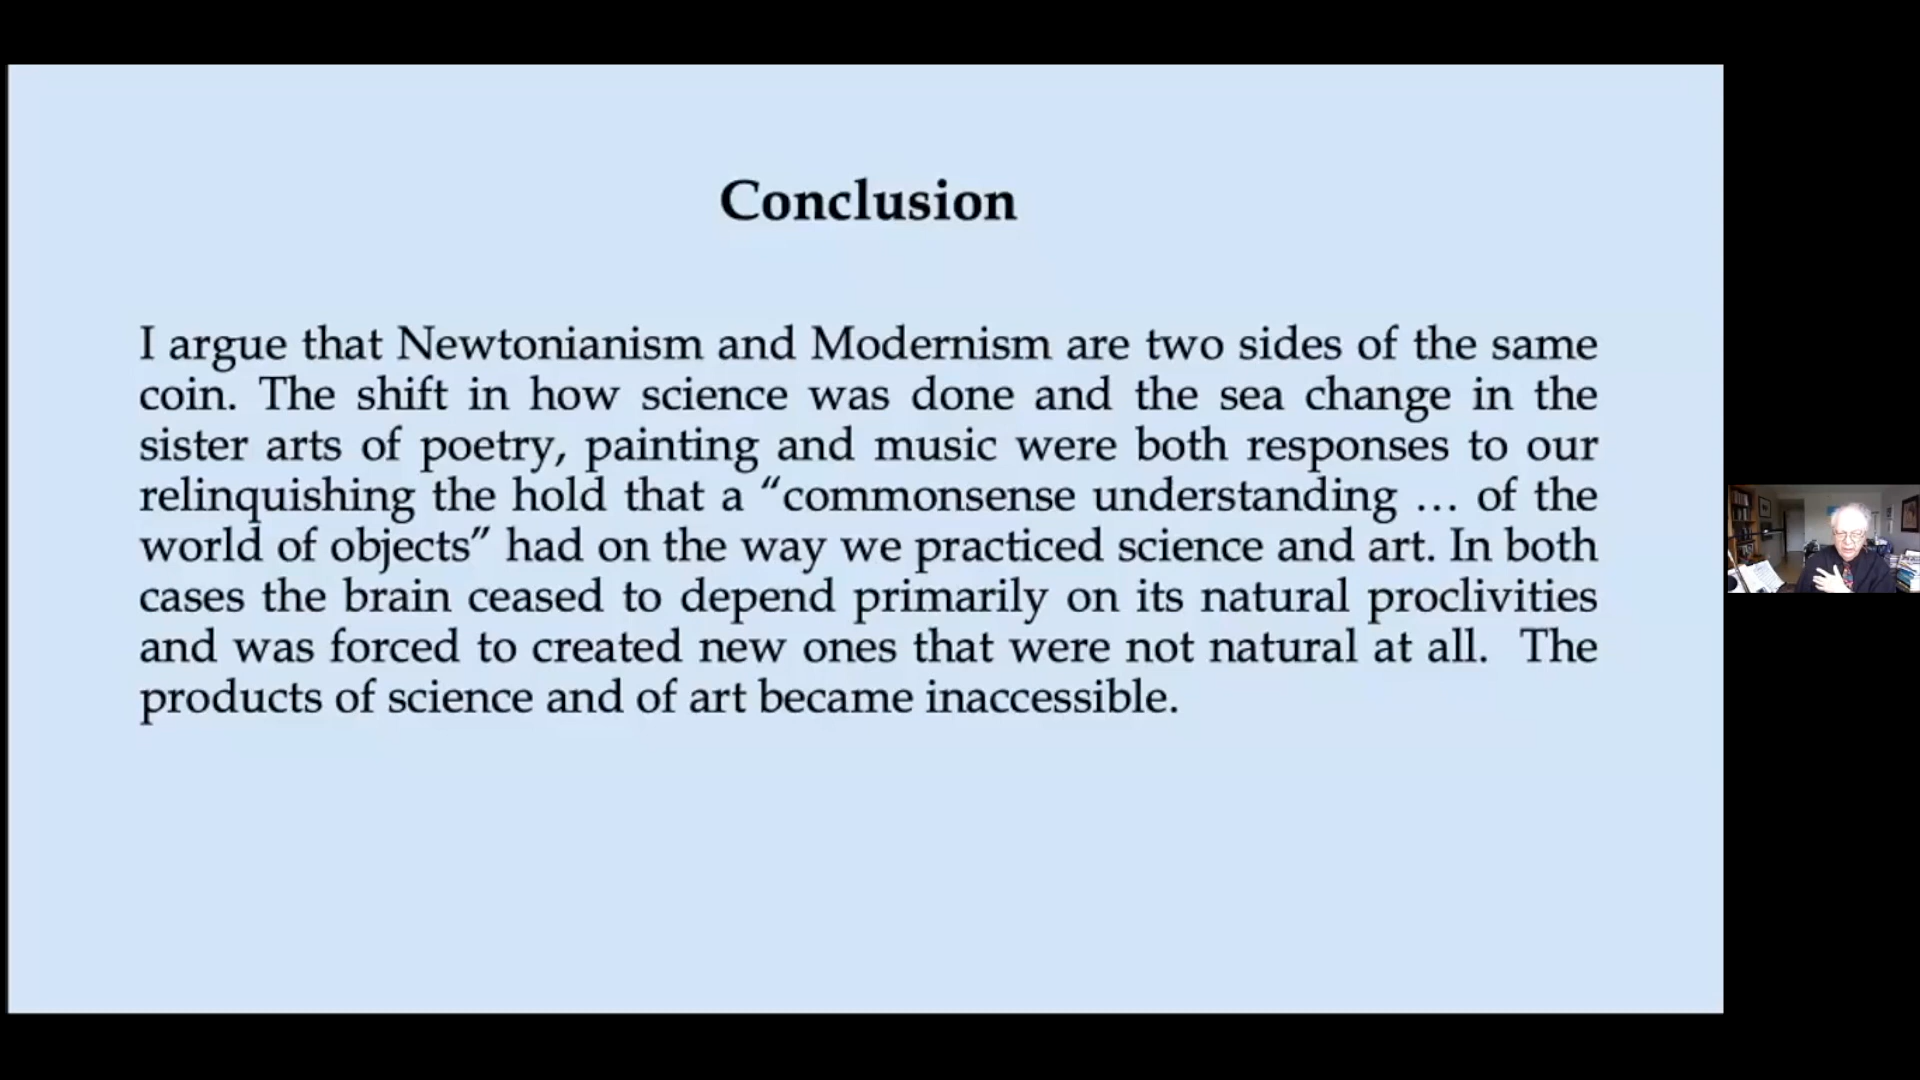 Conclusion
I argue that Newtonianism and Modernism are two sides of the same
coin. The shift in how science was done and the sea change in the
sister arts of poetry, painting and music were both responses to our
relinquishing the hold that a “commonsense understanding … of the
world of objects” had on the way we practiced science and art. In both
cases the brain ceased to depend primarily on its natural proclivities
and was forced to created new ones that were not natural at all. The
products of science and of art became inaccessible.